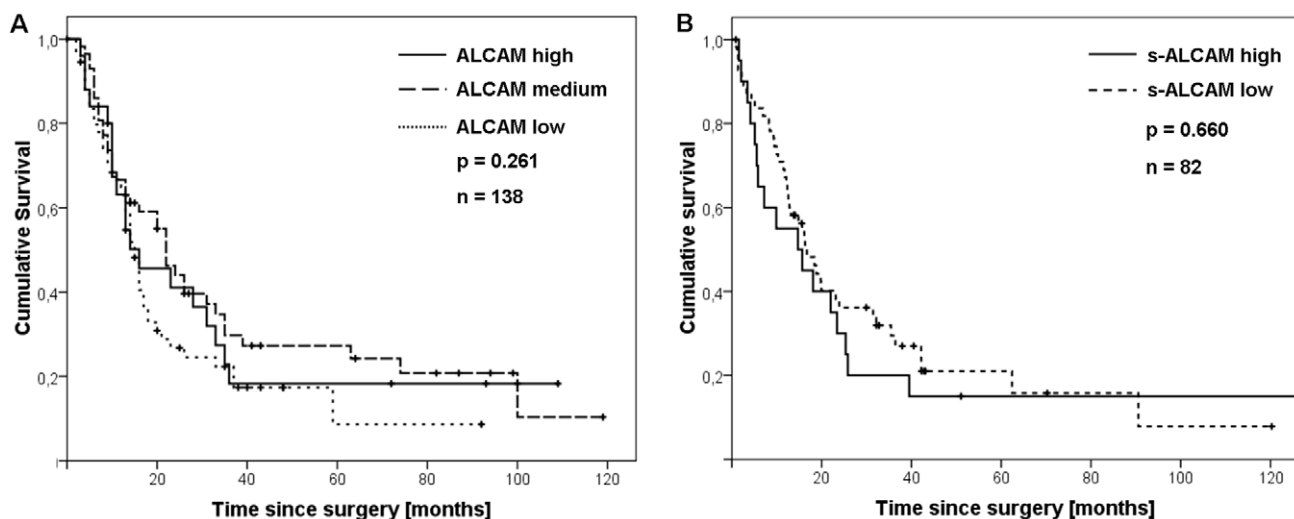 A
1,0
0,8
0,6
0,4
0,2
Cumulative Survival
ALCAM high
ALCAM medium
ALCAM low
p = 0.261
n = 138
20
40
60
80
100
120
Time since surgery [months]
B
1,0
0,8
0,6
0,4
0,2
Cumulative Survival
s-ALCAM high
s-ALCAM low
p = 0.660
n = 82
20
40
60
80
100
120
Time since surgery [months]